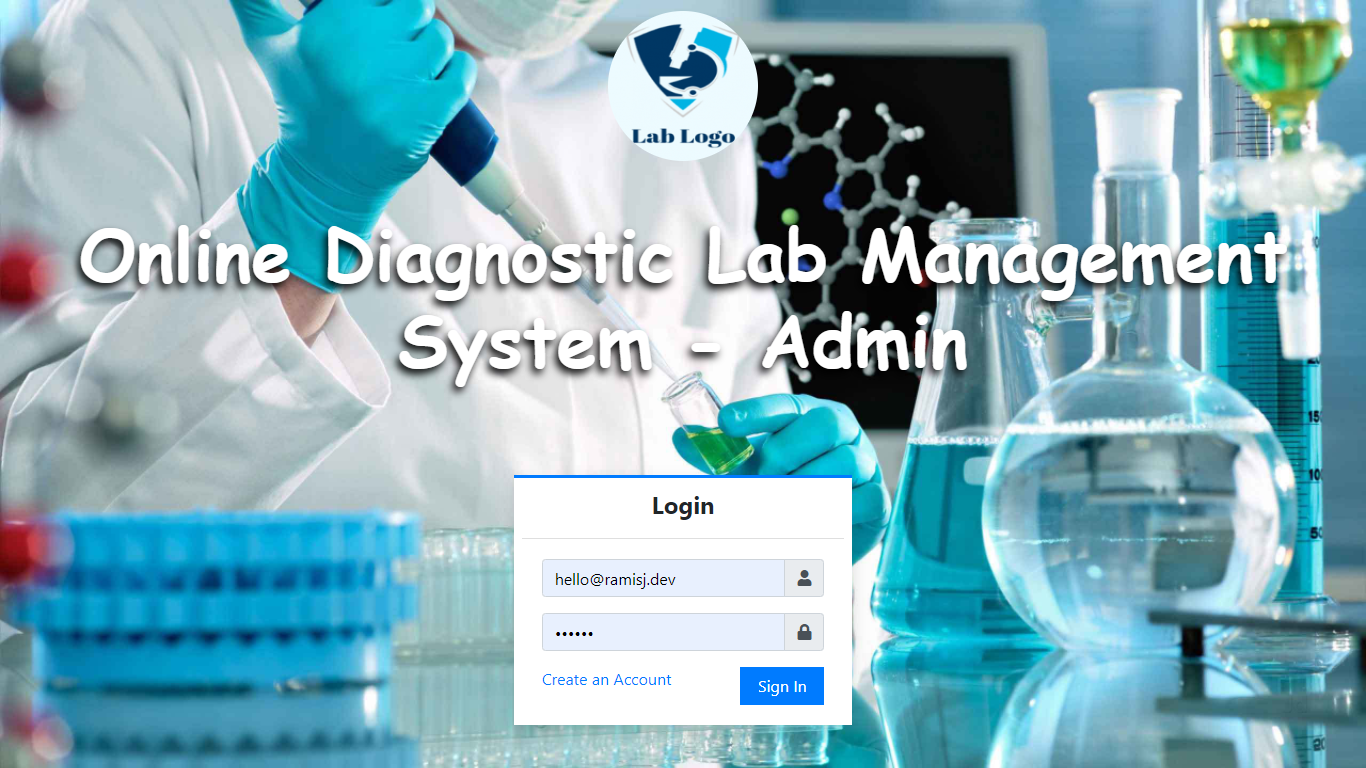 Lab Logo
Online Diagnostic Lab Management
System - Admin
Login
hello@ramisj.dev
••••••
Create an Account
Sign In